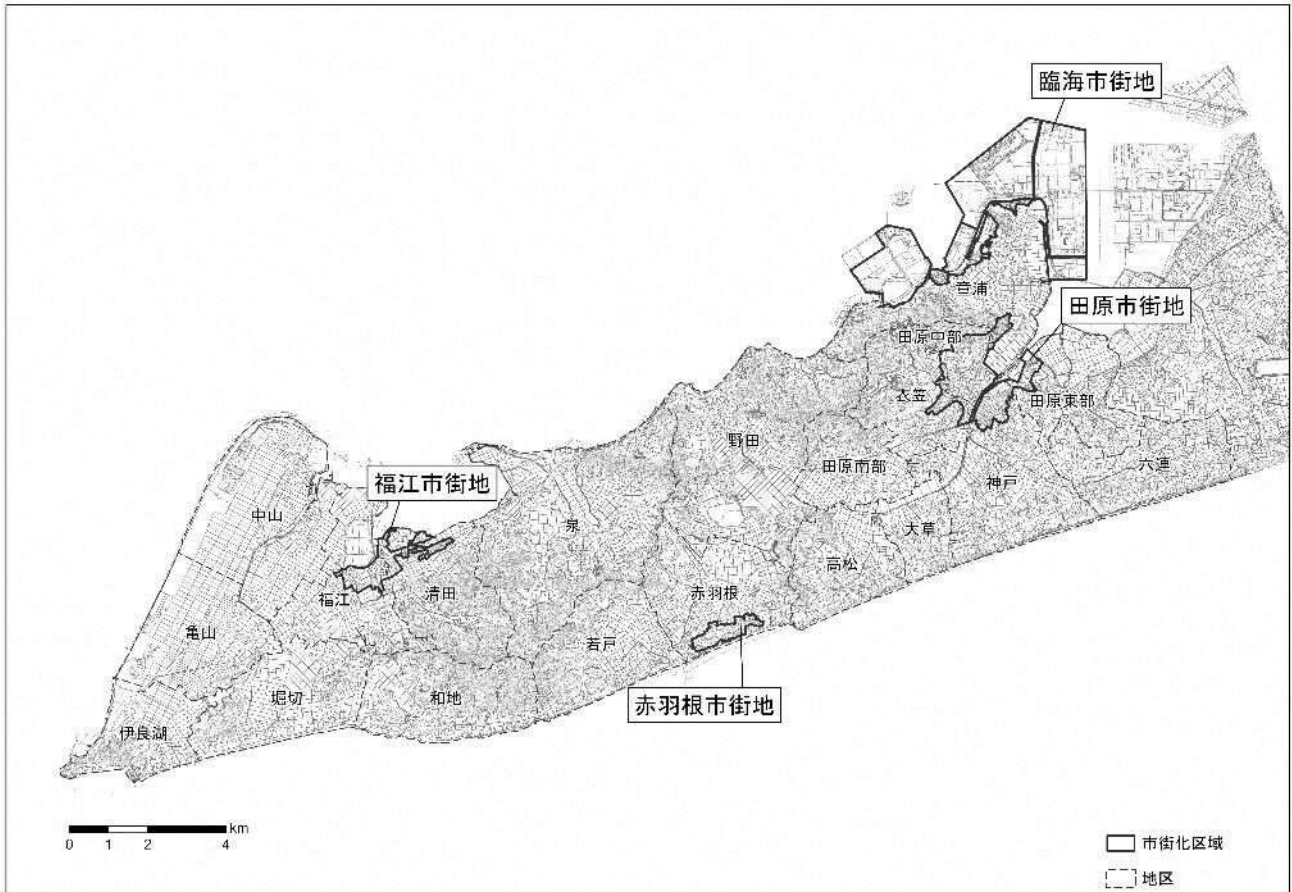 臨海市街地
田原市街地
童浦
田原中部
衣笠
田原東部
野田
田原南部
六連
神戸
福江市街地
中山
泉
大草
高松
福江
清田
赤羽根
亀山
若戸
堀切
和地
赤羽根市街地
伊良湖
km
0 1 2 4
市街化区域
地区